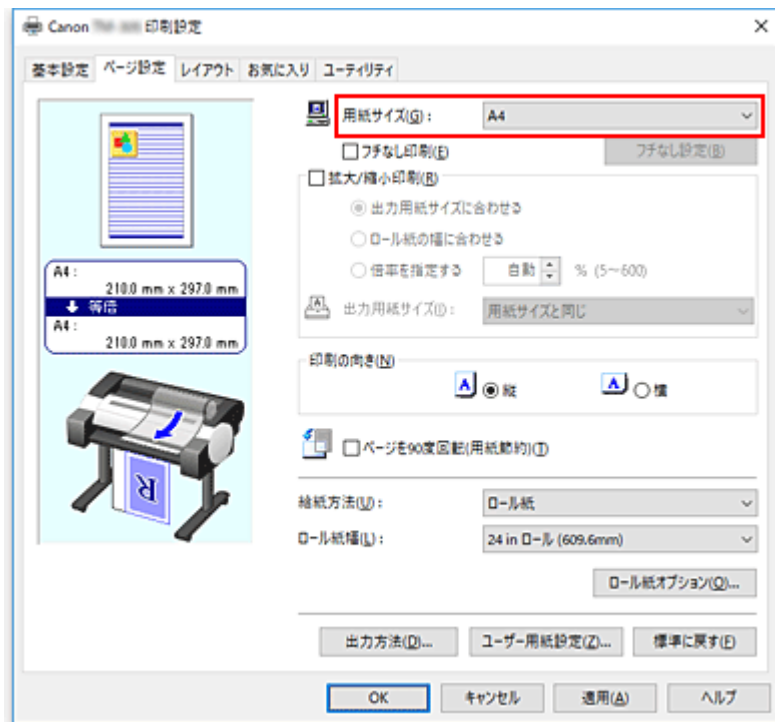 Canon 印刷設定
基本設定 ページ設定 レイアウト お気に入り ユーティリティ
用紙サイズ(G): A4
フチなし印刷(E) フチなし設定(B)
拡大/縮小印刷(R)
出力用紙サイズに合わせる
ロール紙の幅に合わせる
倍率を指定する 自動 % (5～600)
出力用紙サイズ(I): 用紙サイズと同じ
A4:
210.0 mm x 297.0 mm
等倍
A4:
210.0 mm x 297.0 mm
R
印刷の向き(N)
A 縦 A 横
ページを90度回転(用紙節約)(T)
給紙方法(U): ロール紙
ロール紙幅(L): 24 in ロール (609.6mm)
ロール紙オプション(O)...
出力方法(D)... ユーザー用紙設定(Z)... 標準に戻す(F)
OK キャンセル 適用(A) ヘルプ